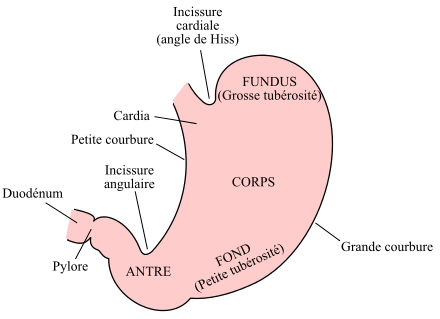 Incissure
cardiale
(angle de Hiss)
FUNDUS
(Grosse tubérosité)
Cardia
Petite courbure
Incissure
angulaire
CORPS
Duodénum
FOND
(Petite tubérosité)
Grande courbure
Pylore
ANTRE